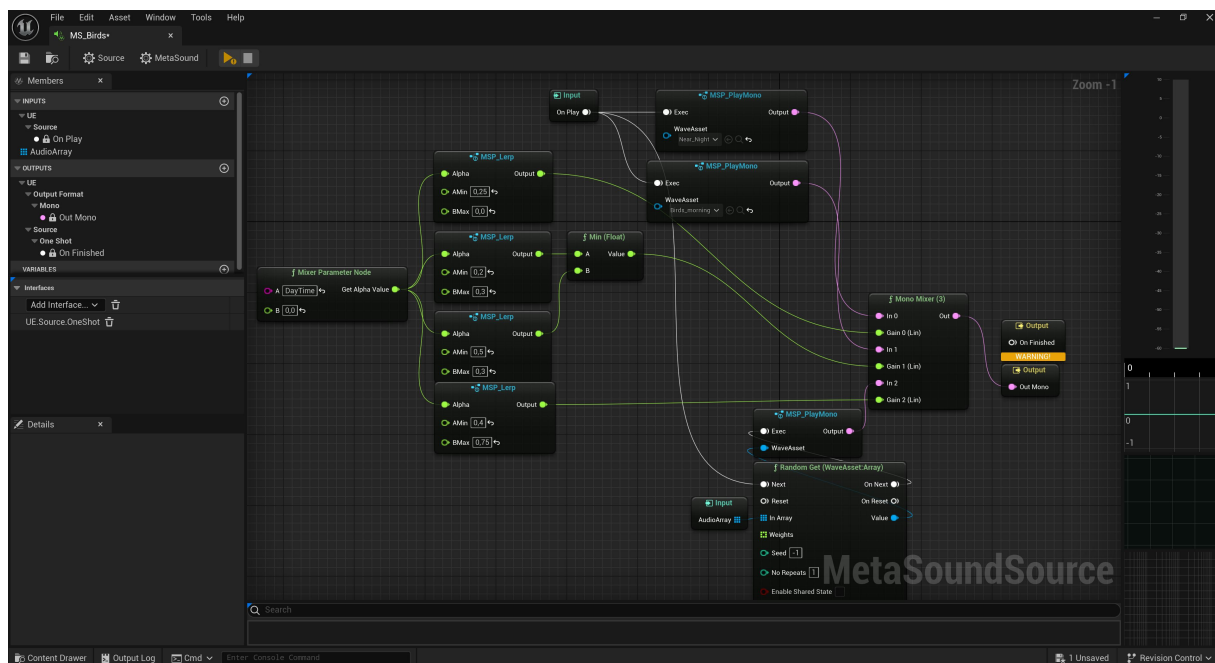 File Edit Asset Window Tools Help
MS_Birds•
Source MetaSound
Members
INPUTS
UE
Source
On Play
AudioArray
OUTPUTS
UE
Output Format
Mono
Out Mono
Source
One Shot
On Finished
VARIABLES
Interfaces
Add Interface...
UE.Source.OneShot
Details
Zoom -1
Input
On Play
MSP_PlayMono
Exec Output
WaveAsset
Near_Night
MSP_PlayMono
Exec Output
WaveAsset
Birds_morning
MSP_Lerp
Alpha Output
AMin 0,25
BMax 0,0
MSP_Lerp
Alpha Output
AMin 0,2
BMax 0,3
Min (Float)
A Value
B
Mixer Parameter Node
A DayTime Get Alpha Value
B 0,0
MSP_Lerp
Alpha Output
AMin 0,5
BMax 0,3
MSP_Lerp
Alpha Output
AMin 0,4
BMax 0,75
Mono Mixer (3)
In 0 Out
Gain 0 (Lin)
In 1
Gain 1 (Lin)
In 2
Gain 2 (Lin)
Output
On Finished
WARNING!
Output
Out Mono
MSP_PlayMono
Exec Output
WaveAsset
Random Get (WaveAsset:Array)
Next On Next
Reset On Reset
In Array Value
Weights
Seed -1
No Repeats 1
Enable Shared State
Input
AudioArray
MetaSoundSource
Search
0
1
0
-1
Content Drawer Output Log Cmd Enter Console Command
1 Unsaved Revision Control